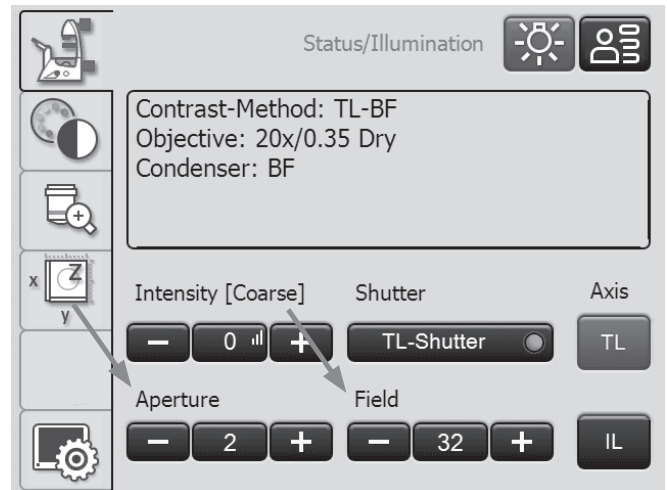 Status/Illumination
Contrast-Method: TL-BF
Objective: 20x/0.35 Dry
Condenser: BF
x Z
y
Intensity [Coarse] Shutter Axis
− 0 + TL-Shutter TL
Aperture Field
− 2 + − 32 + IL